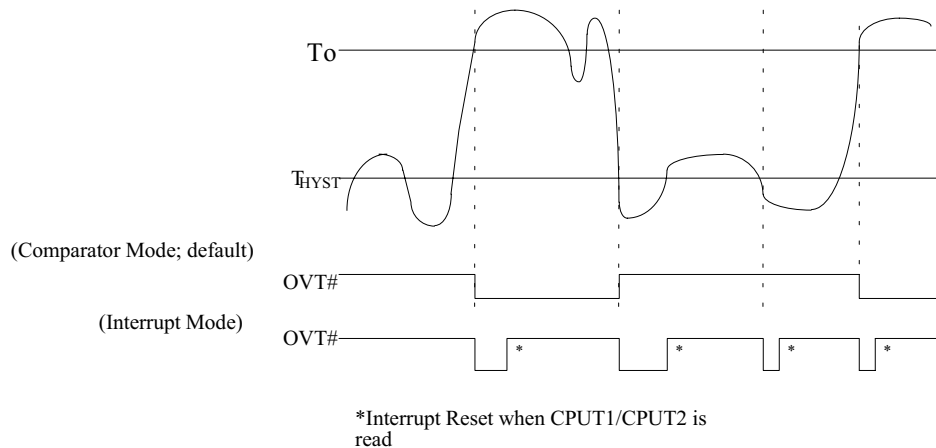 To
THYST
(Comparator Mode; default)
OVT#
(Interrupt Mode)
OVT#
* * * *
*Interrupt Reset when CPUT1/CPUT2 is
read